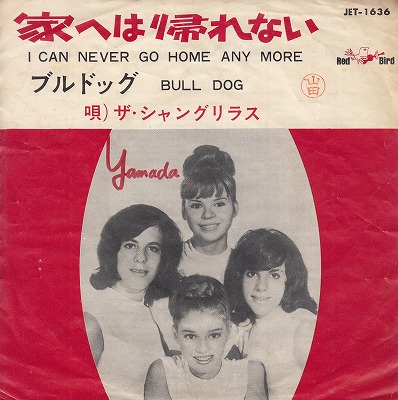 JET-1636
家へは帰れない
I CAN NEVER GO HOME ANY MORE
ブルドッグ BULL DOG
山田
Red Bird
唄)ザ・シャングリラス
Yamada